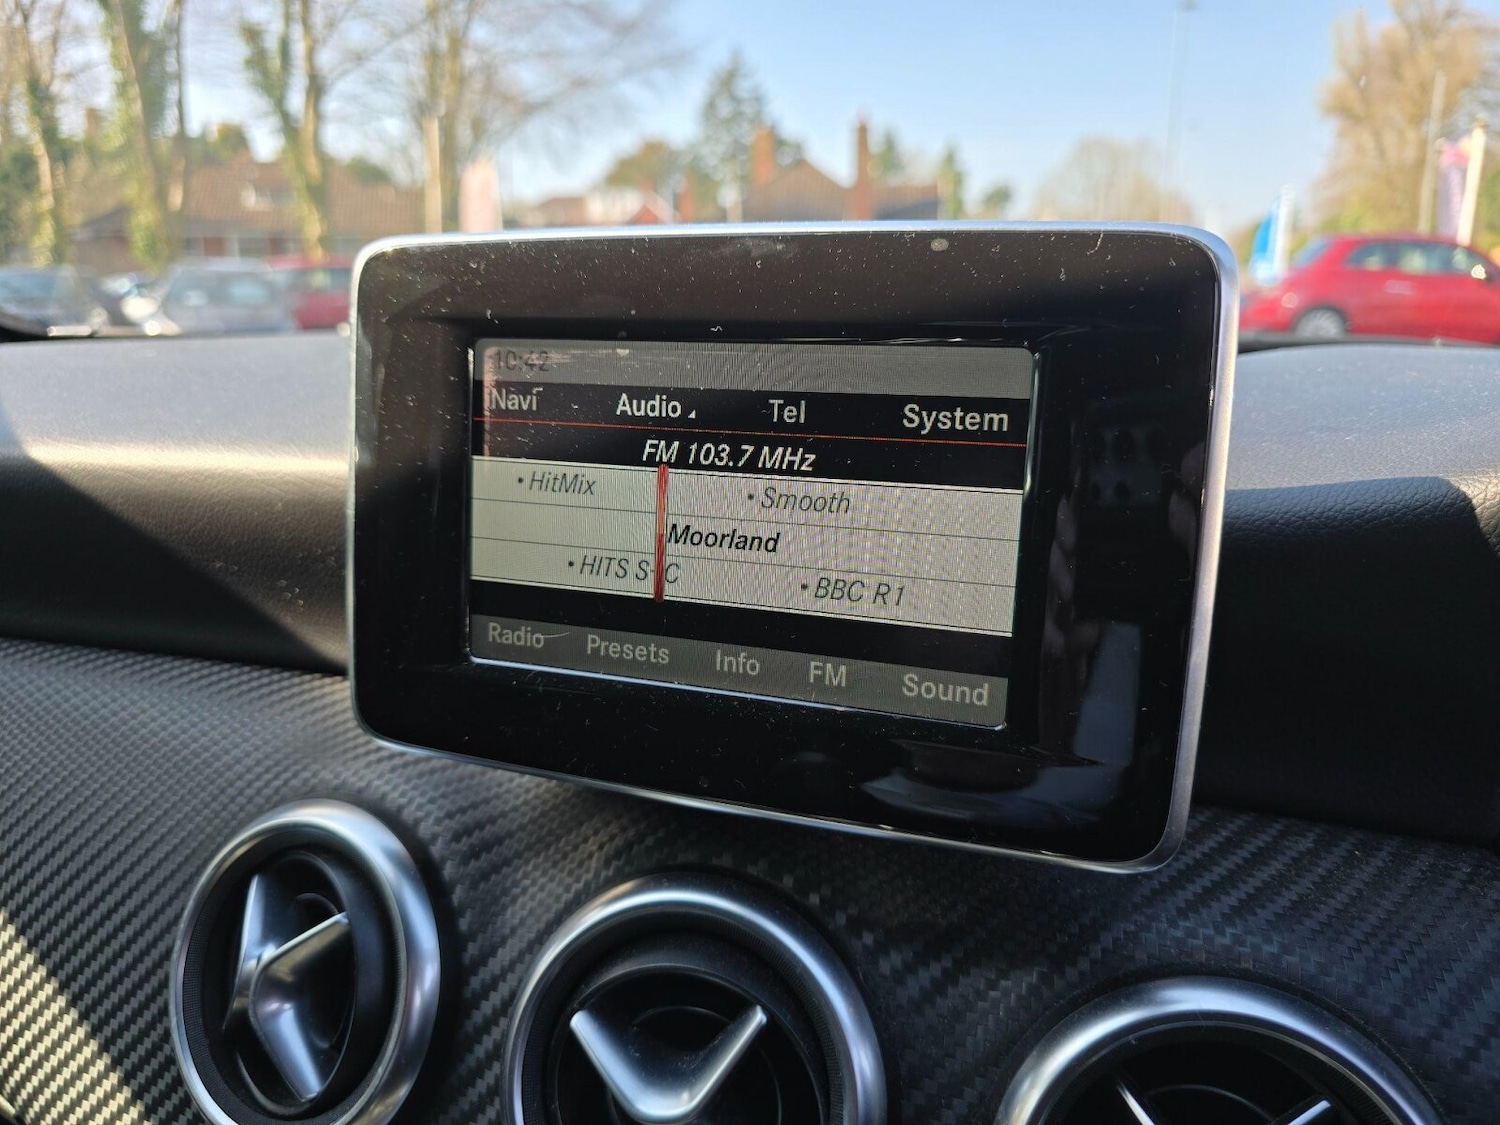 10:42
Navi Audio Tel System
FM 103.7 MHz
• HitMix • Smooth
Moorland
• HITS S-C • BBC R1
Radio Presets Info FM Sound